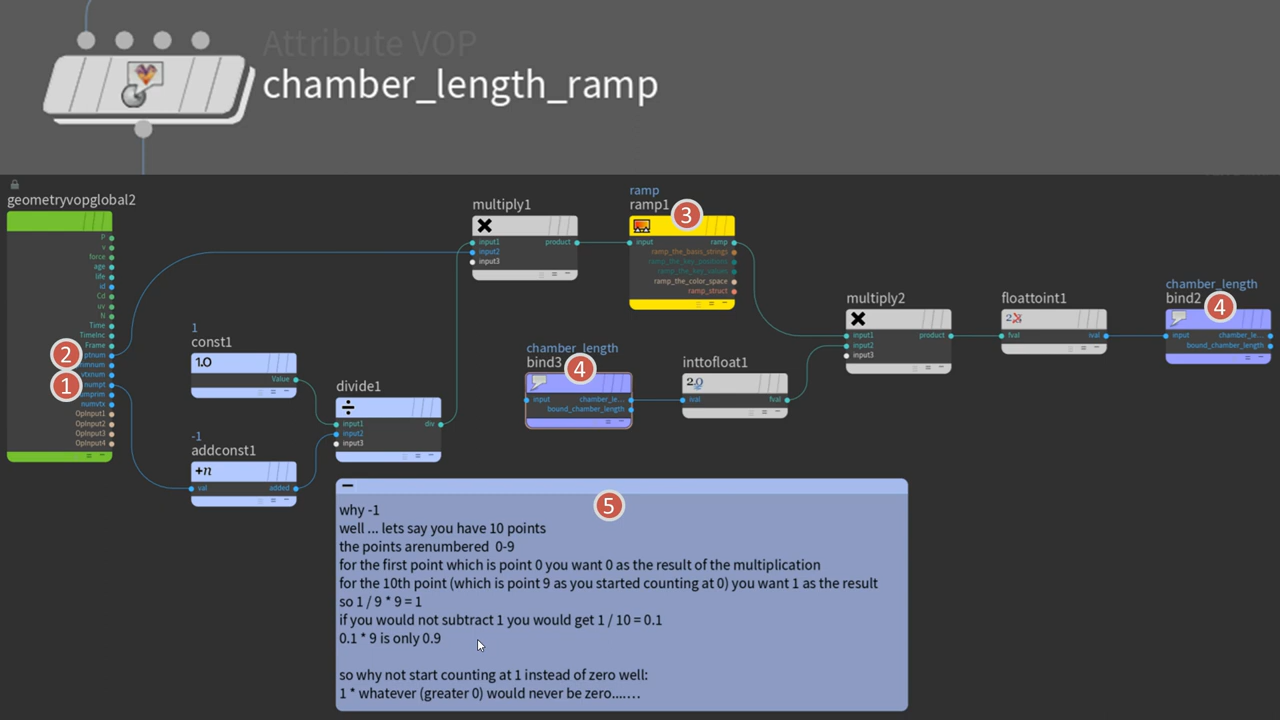 Attribute VOP
chamber_length_ramp
geometryvopglobal2
P
v
force
age
life
id
Cd
uv
N
Time
TimeInc
Frame
ptnum
vtxnum
numpt
numvtx
OpInput1
OpInput2
OpInput3
OpInput4
2
1
1
const1
1.0
Value
-1
addconst1
+n
val
added
divide1
input1
input2
input3
div
multiply1
input1
input2
input3
product
ramp
ramp1
3
input
ramp
ramp_the_basis_strings
ramp_the_key_positions
ramp_the_key_values
ramp_the_color_space
ramp_struct
chamber_length
bind3
4
input
chamber_le...
bound_chamber_length
inttofloat1
ival
fval
multiply2
input1
input2
input3
product
floattoint1
fval
ival
chamber_length
bind2
4
input
chamber_le...
bound_chamber_length
5
why -1
well ... lets say you have 10 points
the points arenumbered 0-9
for the first point which is point 0 you want 0 as the result of the multiplication
for the 10th point (which is point 9 as you started counting at 0) you want 1 as the result
so 1 / 9 * 9 = 1
if you would not subtract 1 you would get 1 / 10 = 0.1
0.1 * 9 is only 0.9
so why not start counting at 1 instead of zero well:
1 * whatever (greater 0) would never be zero.......